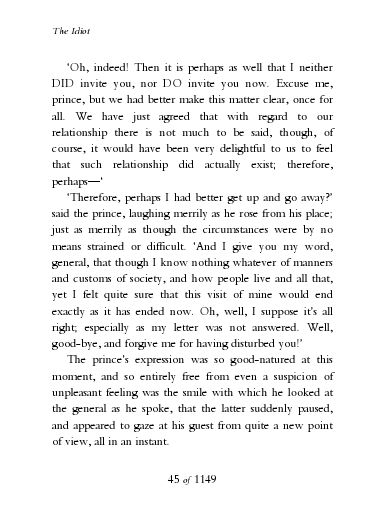 The Idiot
‘Oh, indeed! Then it is perhaps as well that I neither
DID invite you, nor DO invite you now. Excuse me,
prince, but we had better make this matter clear, once for
all. We have just agreed that with regard to our
relationship there is not much to be said, though, of
course, it would have been very delightful to us to feel
that such relationship did actually exist; therefore,
perhaps—‘
‘Therefore, perhaps I had better get up and go away?’
said the prince, laughing merrily as he rose from his place;
just as merrily as though the circumstances were by no
means strained or difficult. ‘And I give you my word,
general, that though I know nothing whatever of manners
and customs of society, and how people live and all that,
yet I felt quite sure that this visit of mine would end
exactly as it has ended now. Oh, well, I suppose it’s all
right; especially as my letter was not answered. Well,
good-bye, and forgive me for having disturbed you!’
The prince’s expression was so good-natured at this
moment, and so entirely free from even a suspicion of
unpleasant feeling was the smile with which he looked at
the general as he spoke, that the latter suddenly paused,
and appeared to gaze at his guest from quite a new point
of view, all in an instant.
45 of 1149